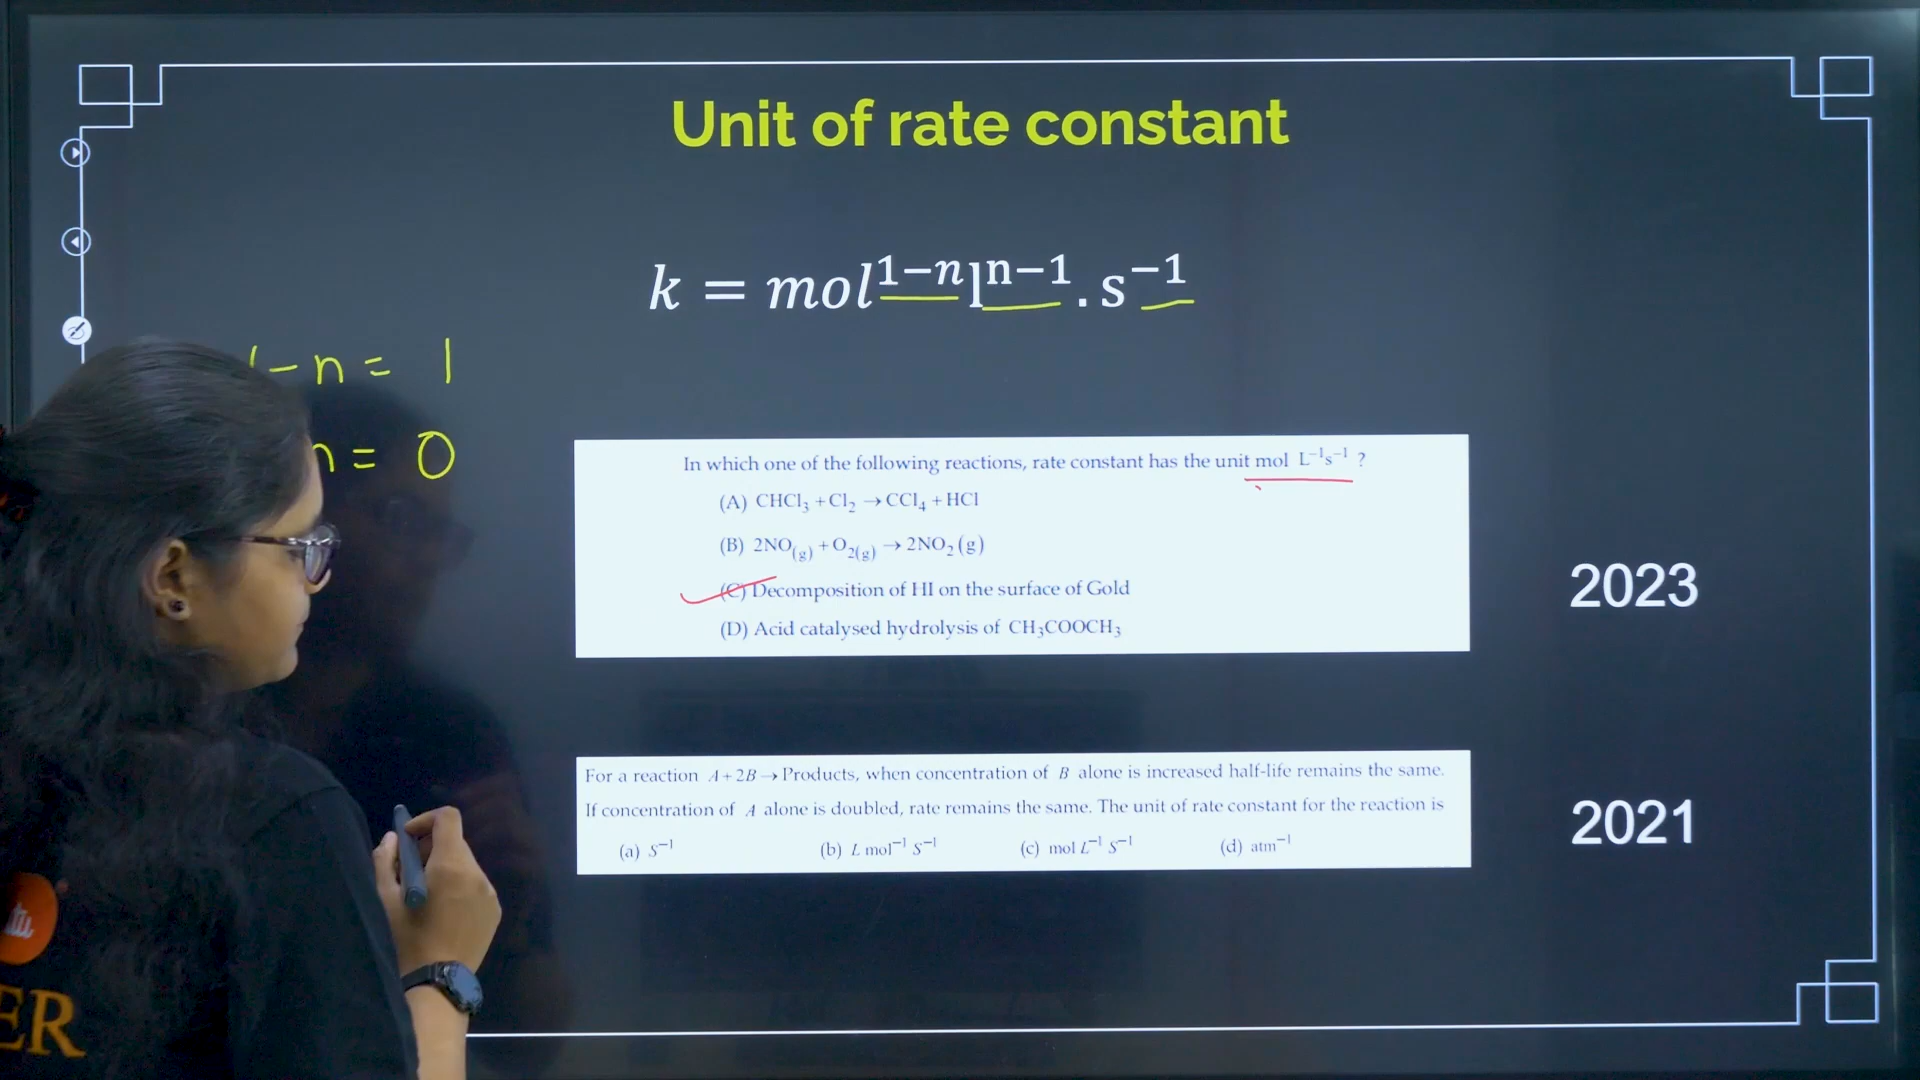 Unit of rate constant
k = mol¹⁻ⁿlⁿ⁻¹.s⁻¹
- n = 1
n = 0
In which one of the following reactions, rate constant has the unit mol L⁻¹s⁻¹ ?
(A) CHCl₃ + Cl₂ → CCl₄ + HCl
(B) 2NO(g) + O₂(g) → 2NO₂(g)
(C) Decomposition of HI on the surface of Gold
(D) Acid catalysed hydrolysis of CH₃COOCH₃
2023
For a reaction A + 2B → Products, when concentration of B alone is increased half-life remains the same.
If concentration of A alone is doubled, rate remains the same. The unit of rate constant for the reaction is
(a) S⁻¹ (b) L mol⁻¹ S⁻¹ (c) mol L⁻¹ S⁻¹ (d) atm⁻¹
2021
ER